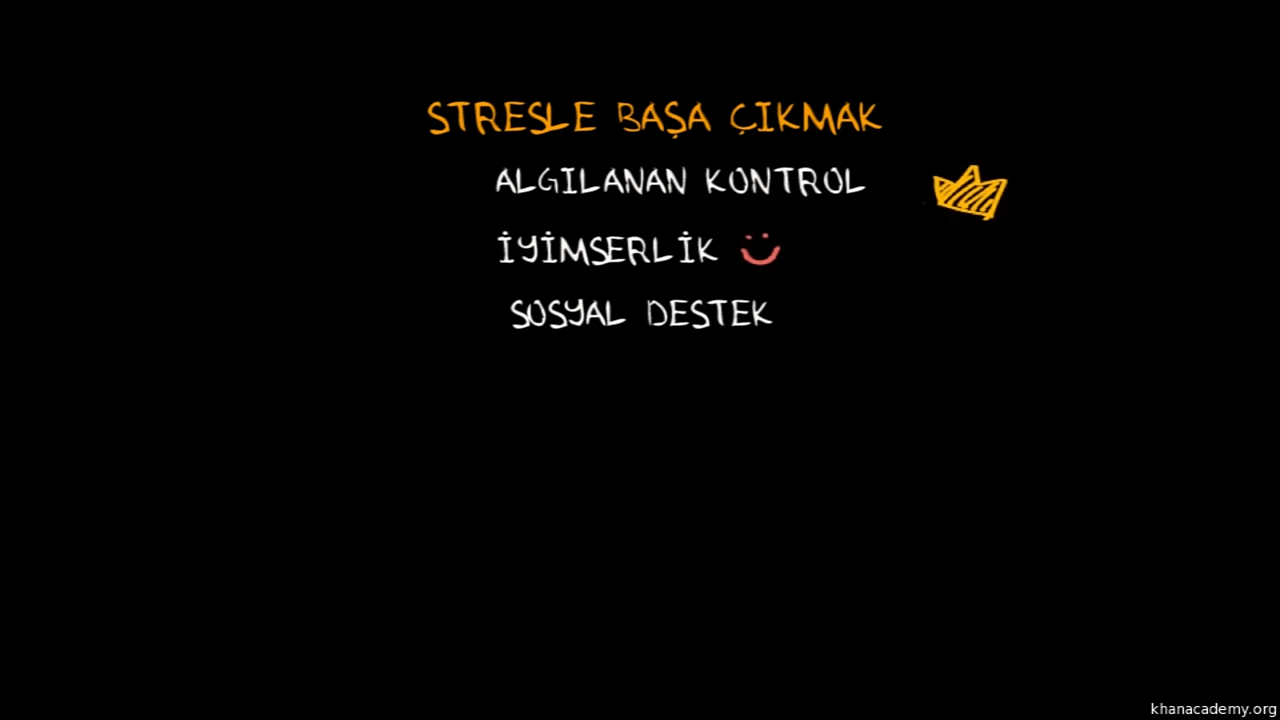 STRESLE BAŞA ÇIKMAK
ALGILANAN KONTROL
İYİMSERLİK
SOSYAL DESTEK
khanacademy.org